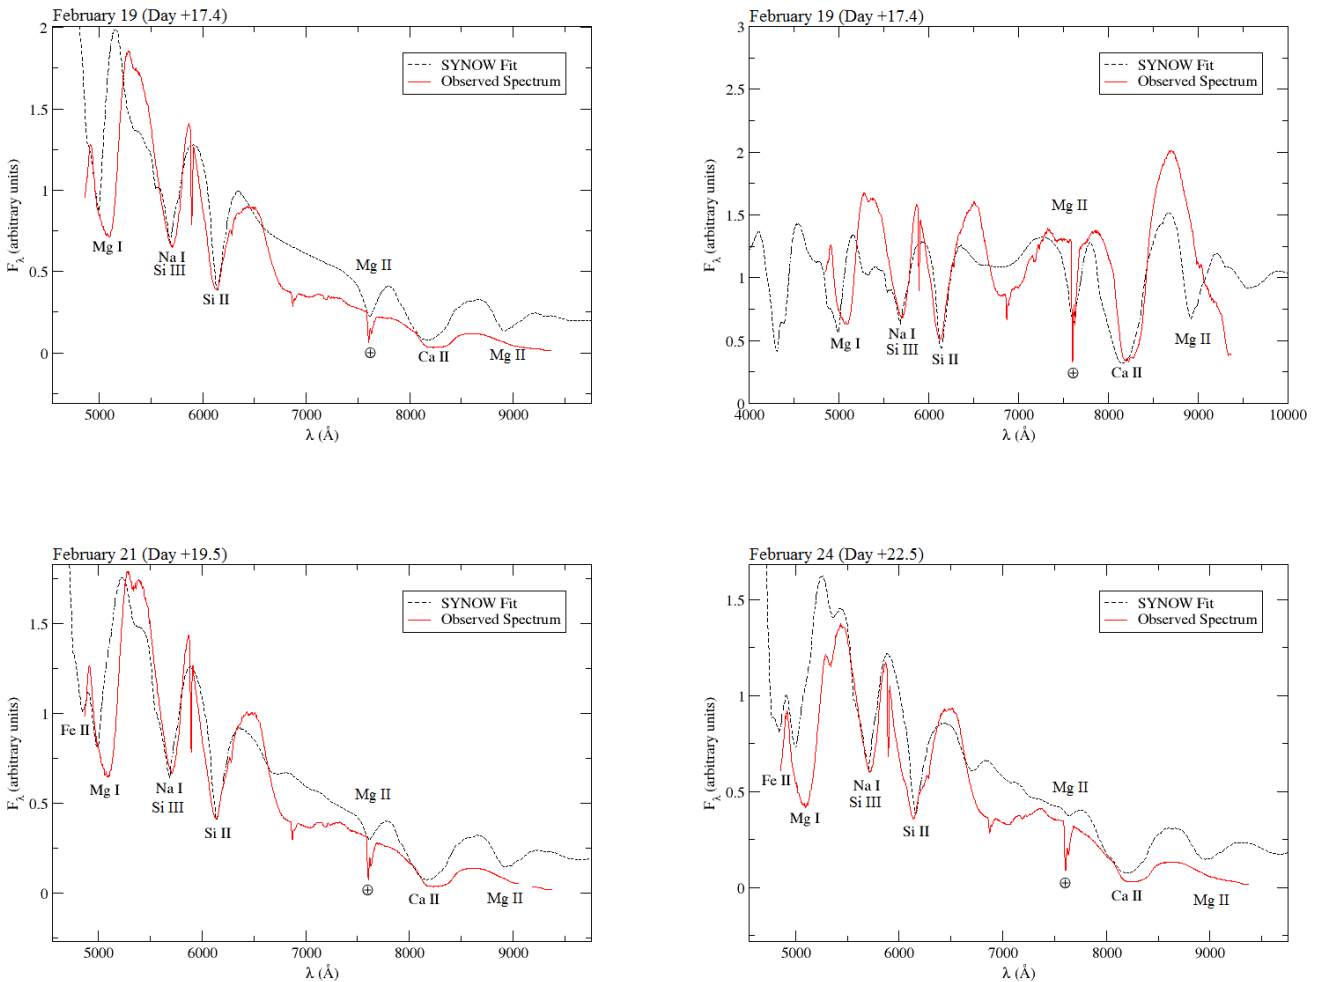 February 19 (Day +17.4)
2
1.5
1
0.5
0
F_λ (arbitrary units)
SYNOW Fit
Observed Spectrum
Mg I
Na I
Si III
Si II
Mg II
⊕
Ca II
Mg II
5000 6000 7000 8000 9000
λ (Å)
February 19 (Day +17.4)
3
2.5
2
1.5
1
0.5
0
F_λ (arbitrary units)
SYNOW Fit
Observed Spectrum
Mg I
Na I
Si III
Si II
Mg II
⊕
Ca II
Mg II
4000 5000 6000 7000 8000 9000 10000
λ (Å)
February 21 (Day +19.5)
1.5
1
0.5
0
F_λ (arbitrary units)
SYNOW Fit
Observed Spectrum
Fe II
Mg I
Na I
Si III
Si II
Mg II
⊕
Ca II
Mg II
5000 6000 7000 8000 9000
λ (Å)
February 24 (Day +22.5)
1.5
1
0.5
0
F_λ (arbitrary units)
SYNOW Fit
Observed Spectrum
Fe II
Mg I
Na I
Si III
Si II
Mg II
⊕
Ca II
Mg II
5000 6000 7000 8000 9000
λ (Å)